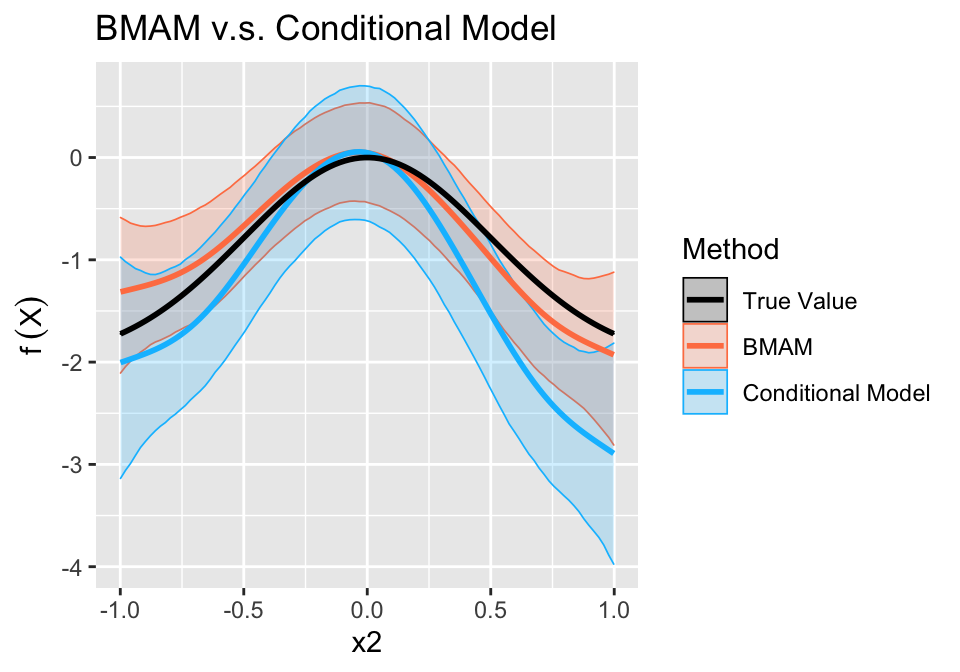 BMAM v.s. Conditional Model
f (X)
0
-1
-2
-3
-4
-1.0
-0.5
0.0
0.5
1.0
x2
Method
True Value
BMAM
Conditional Model